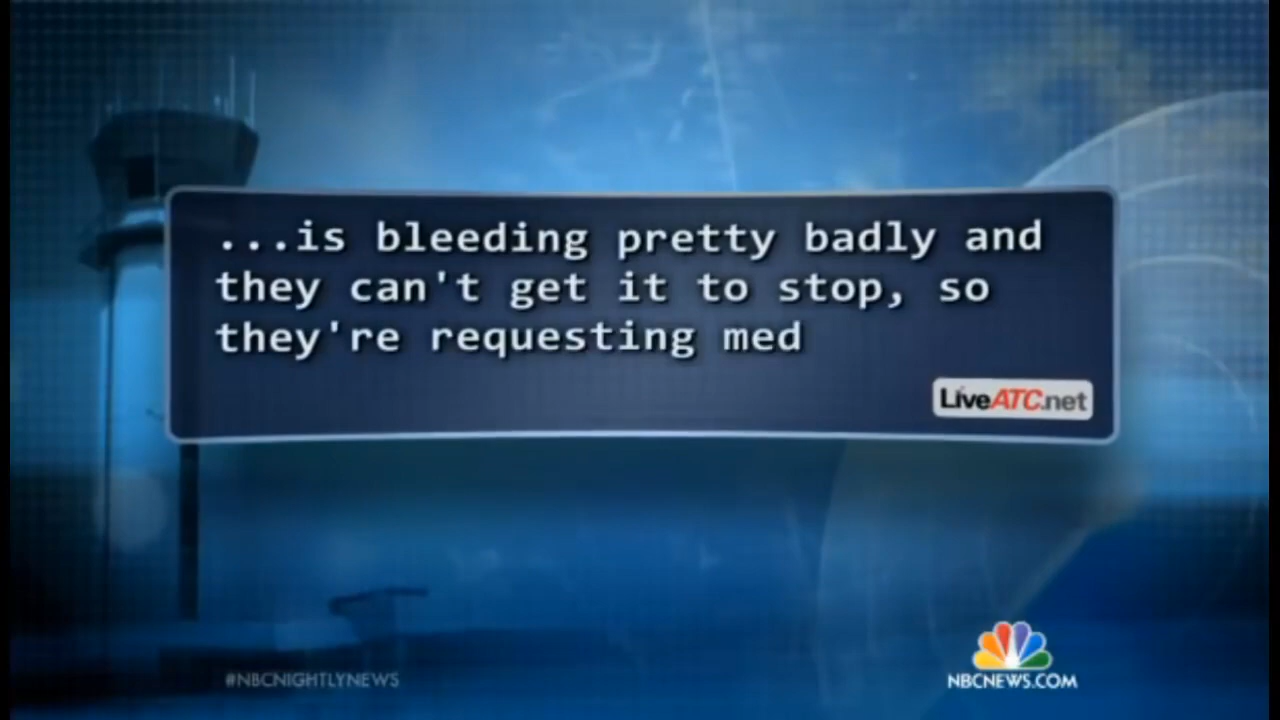 ...is bleeding pretty badly and
they can't get it to stop, so
they're requesting med
LiveATC.net
#NBCNIGHTLYNEWS
NBCNEWS.COM